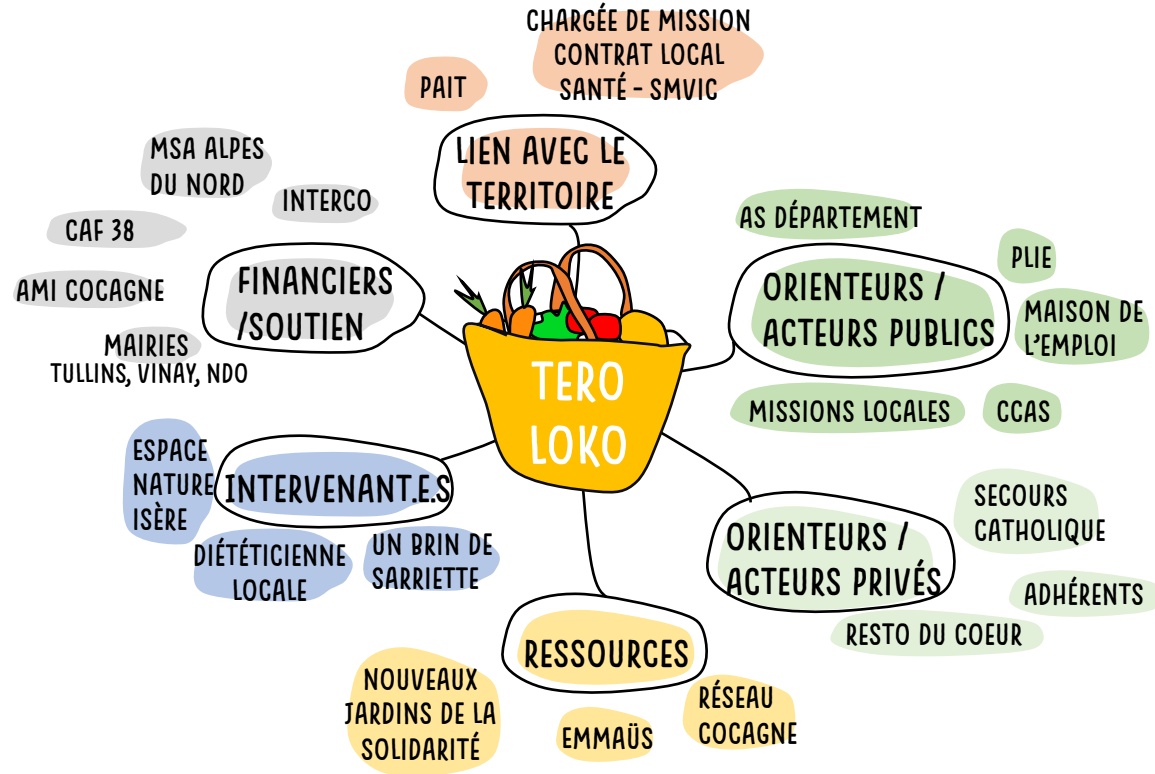 CHARGÉE DE MISSION
CONTRAT LOCAL
SANTÉ - SMVIC
PAIT
LIEN AVEC LE
TERRITOIRE
MSA ALPES
DU NORD
INTERCO
CAF 38
AMI COCAGNE
FINANCIERS
/SOUTIEN
MAIRIES
TULLINS, VINAY, NDO
AS DÉPARTEMENT
PLIE
ORIENTEURS /
ACTEURS PUBLICS
MAISON DE
L'EMPLOI
MISSIONS LOCALES
CCAS
TERO
LOKO
ESPACE
NATURE
ISÈRE
INTERVENANT.E.S
DIÉTÉTICIENNE
LOCALE
UN BRIN DE
SARRIETTE
ORIENTEURS /
ACTEURS PRIVÉS
SECOURS
CATHOLIQUE
ADHÉRENTS
RESTO DU COEUR
RESSOURCES
NOUVEAUX
JARDINS DE LA
SOLIDARITÉ
EMMAÜS
RÉSEAU
COCAGNE